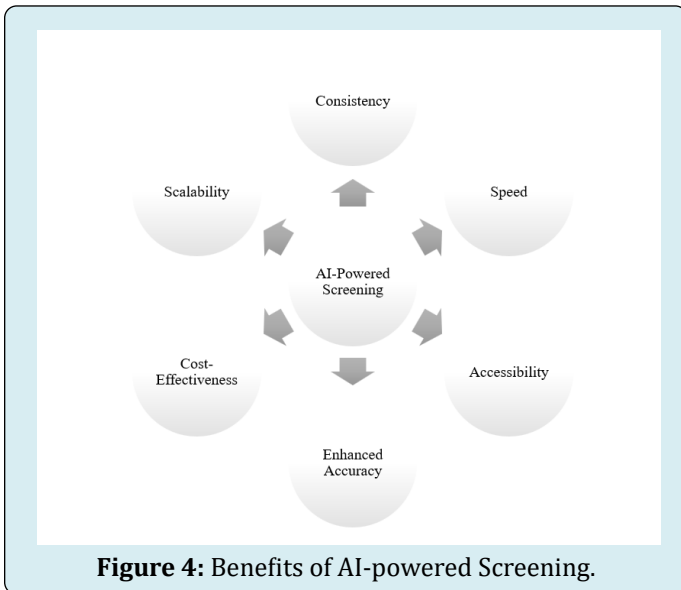 Consistency
Scalability
Speed
AI-Powered
Screening
Cost-
Effectiveness
Accessibility
Enhanced
Accuracy
Figure 4: Benefits of AI-powered Screening.